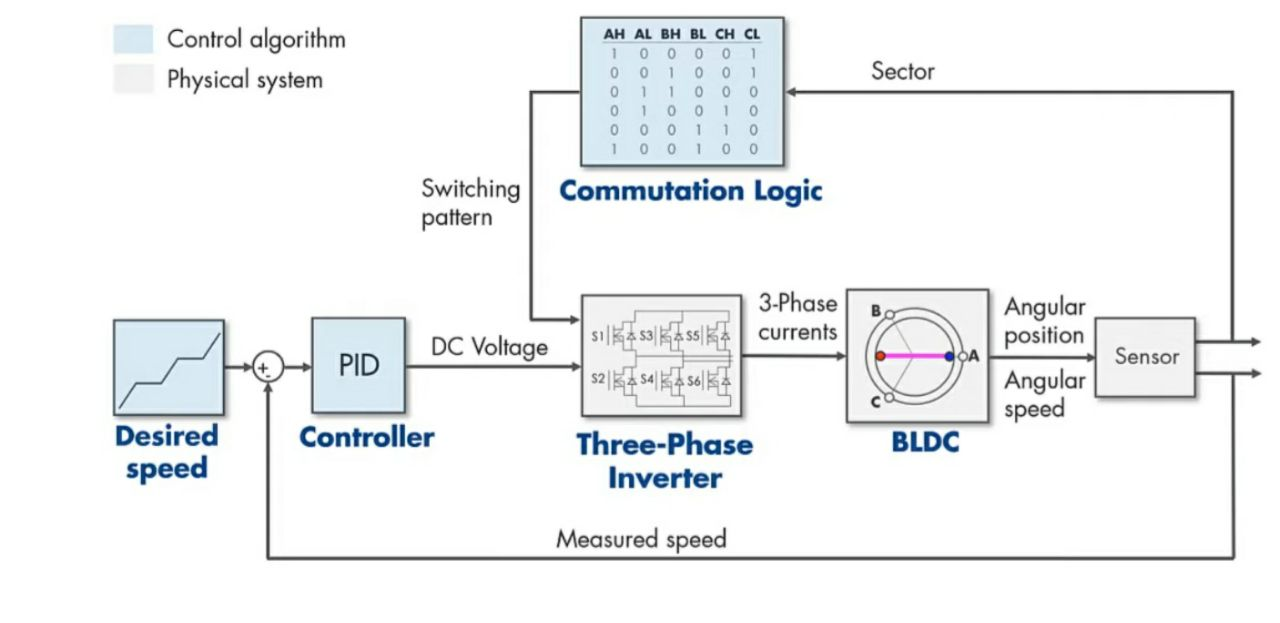 Control algorithm
Physical system
AH AL BH BL CH CL
1 0 0 0 0 1
0 0 1 0 0 1
0 1 1 0 0 0
0 1 0 0 1 0
0 0 0 1 1 0
1 0 0 1 0 0
Commutation Logic
Sector
Switching
pattern
Desired
speed
+
-
PID
Controller
DC Voltage
S1 S3 S5
S2 S4 S6
Three-Phase
Inverter
3-Phase
currents
B
A
C
BLDC
Angular
position
Angular
speed
Sensor
Measured speed